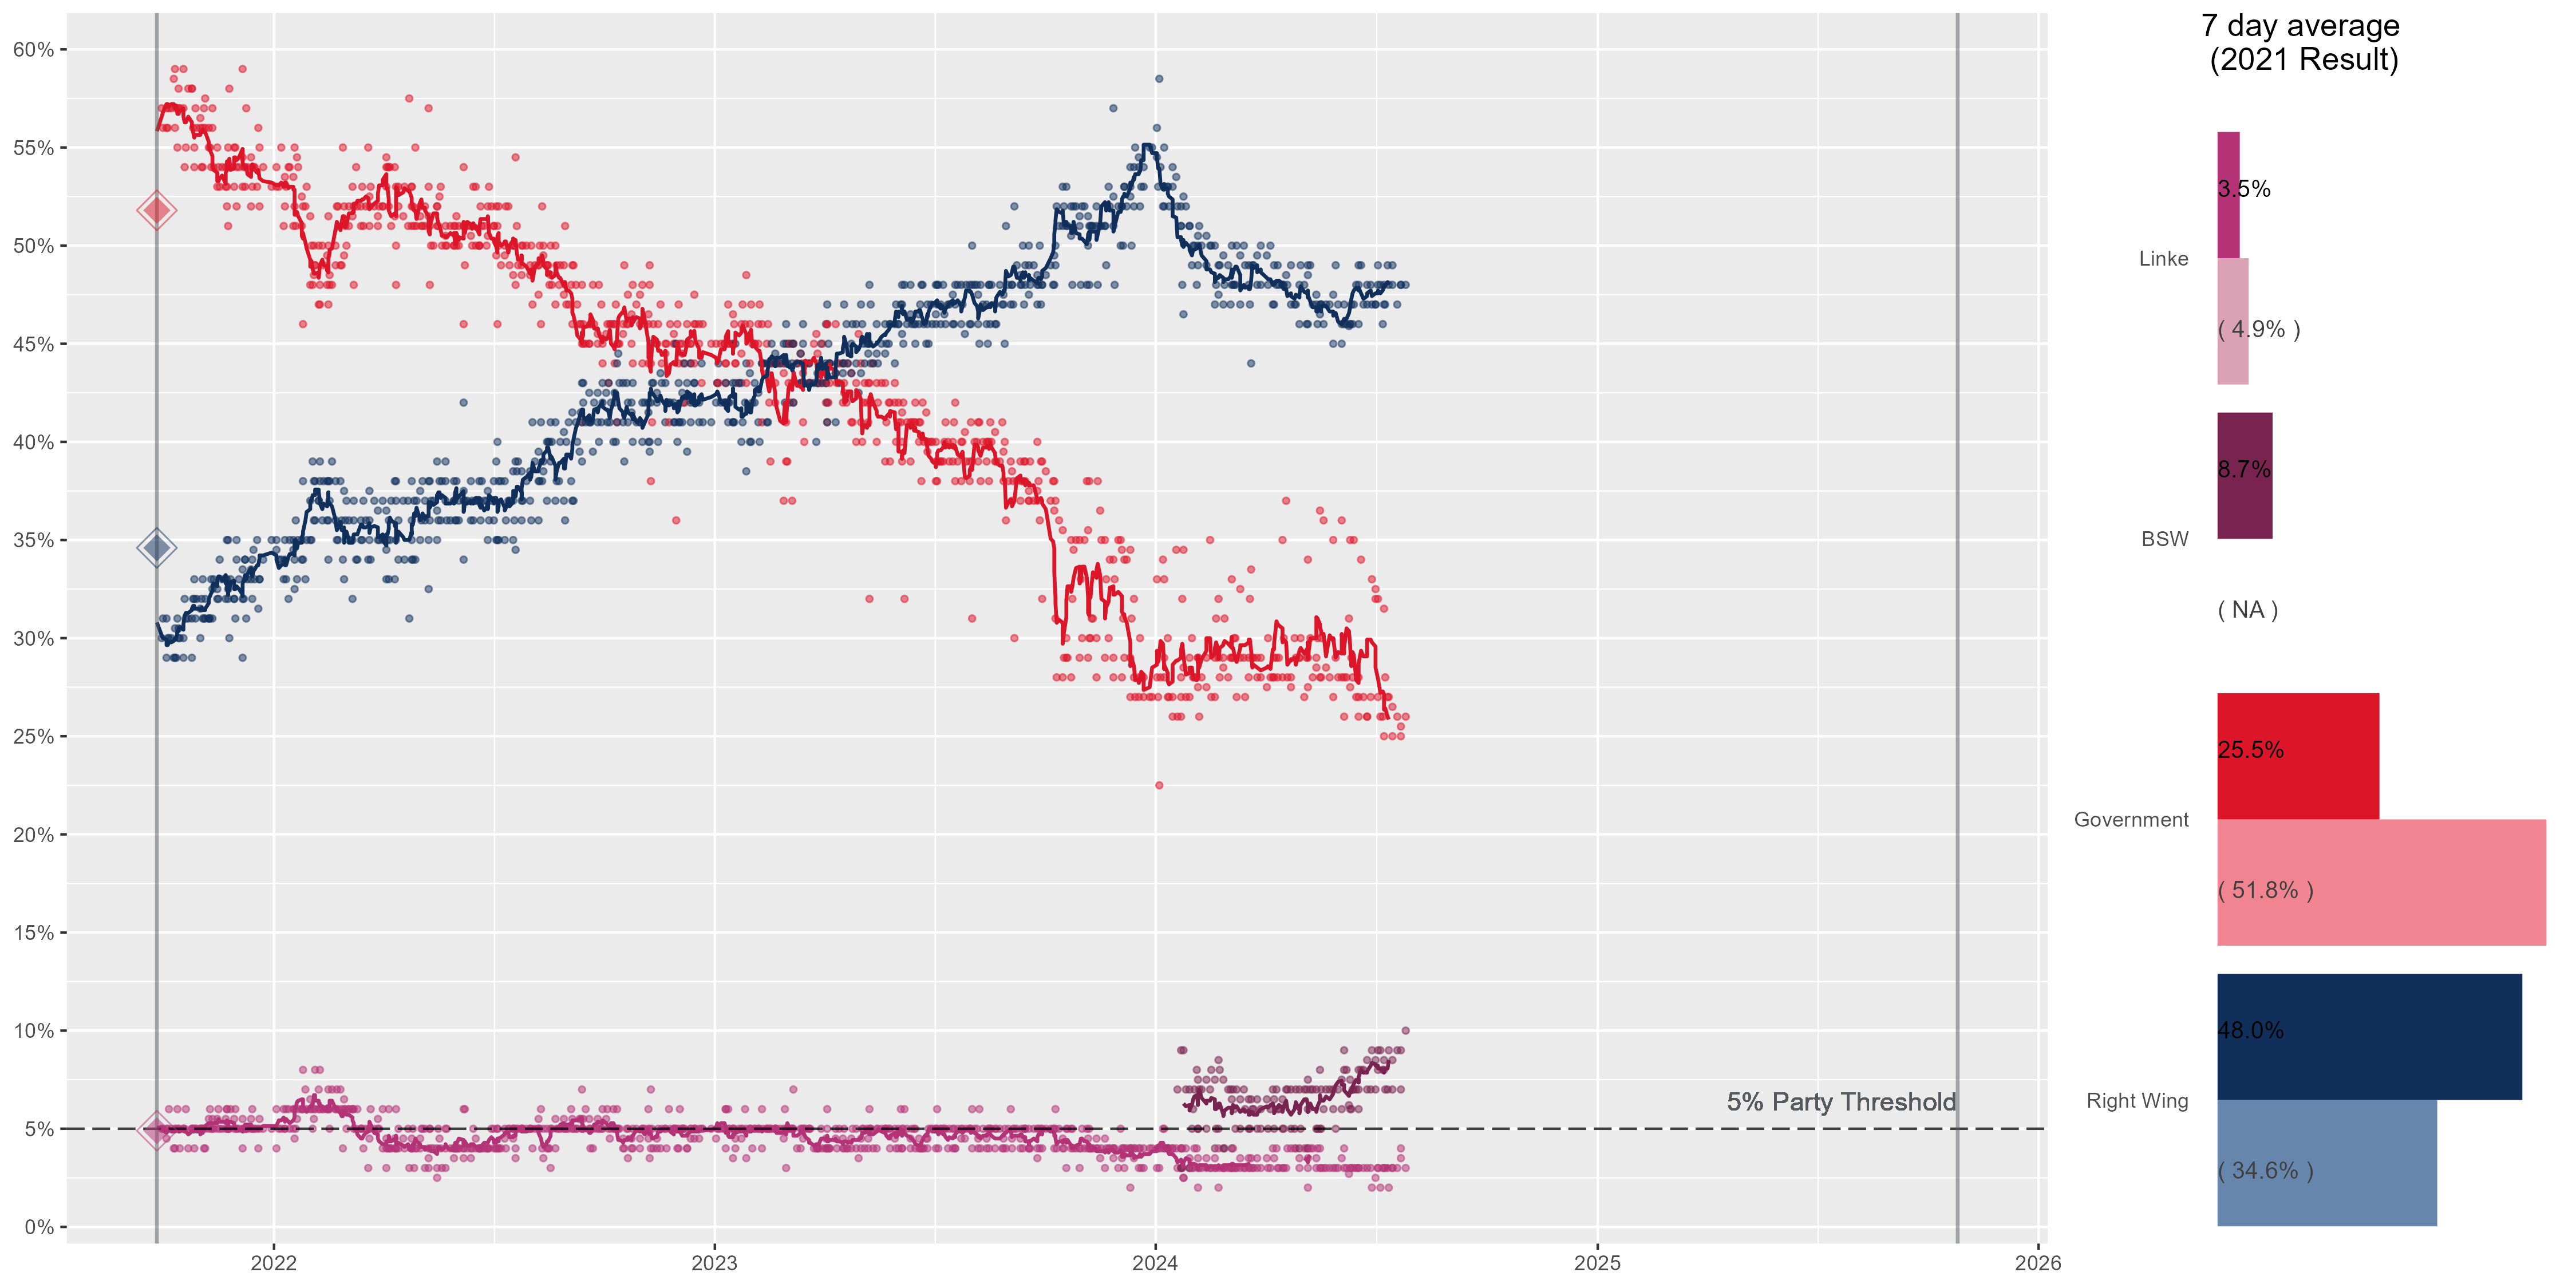 60%
55%
50%
45%
40%
35%
30%
25%
20%
15%
10%
5%
0%
2022
2023
2024
2025
2026
5% Party Threshold
7 day average
(2021 Result)
Linke
3.5%
( 4.9% )
BSW
8.7%
( NA )
Government
25.5%
( 51.8% )
Right Wing
48.0%
( 34.6% )